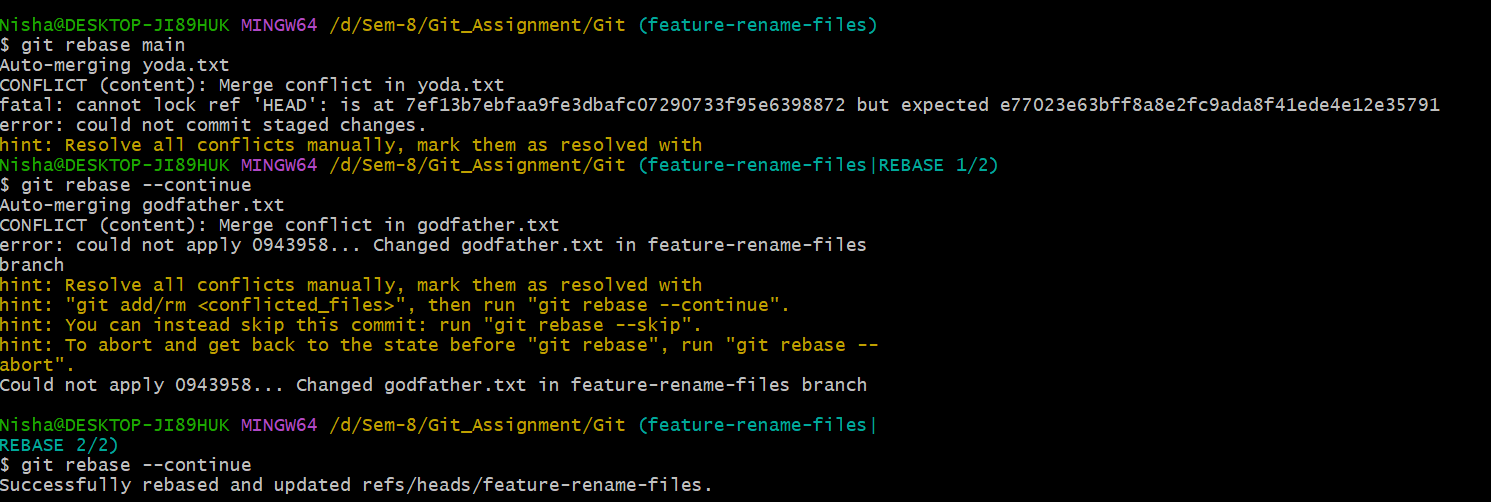 Nisha@DESKTOP-JI89HUK MINGW64 /d/Sem-8/Git_Assignment/Git (feature-rename-files)
$ git rebase main
Auto-merging yoda.txt
CONFLICT (content): Merge conflict in yoda.txt
fatal: cannot lock ref 'HEAD': is at 7ef13b7ebfaa9fe3dbafc07290733f95e6398872 but expected e77023e63bff8a8e2fc9ada8f41ede4e12e35791
error: could not commit staged changes.
hint: Resolve all conflicts manually, mark them as resolved with
Nisha@DESKTOP-JI89HUK MINGW64 /d/Sem-8/Git_Assignment/Git (feature-rename-files|REBASE 1/2)
$ git rebase --continue
Auto-merging godfather.txt
CONFLICT (content): Merge conflict in godfather.txt
error: could not apply 0943958... Changed godfather.txt in feature-rename-files
branch
hint: Resolve all conflicts manually, mark them as resolved with
hint: "git add/rm <conflicted_files>", then run "git rebase --continue".
hint: You can instead skip this commit: run "git rebase --skip".
hint: To abort and get back to the state before "git rebase", run "git rebase --
abort".
Could not apply 0943958... Changed godfather.txt in feature-rename-files branch
Nisha@DESKTOP-JI89HUK MINGW64 /d/Sem-8/Git_Assignment/Git (feature-rename-files|
REBASE 2/2)
$ git rebase --continue
Successfully rebased and updated refs/heads/feature-rename-files.